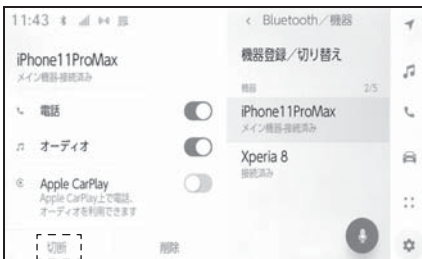 11:43
iPhone11ProMax
メイン機器-接続済み
電話
オーディオ
Apple CarPlay
Apple CarPlay上で電話、
オーディオを利用できます
切断
削除
< Bluetooth／機器
機器登録／切り替え
機器 2/5
iPhone11ProMax
メイン機器-接続済み
Xperia 8
接続済み